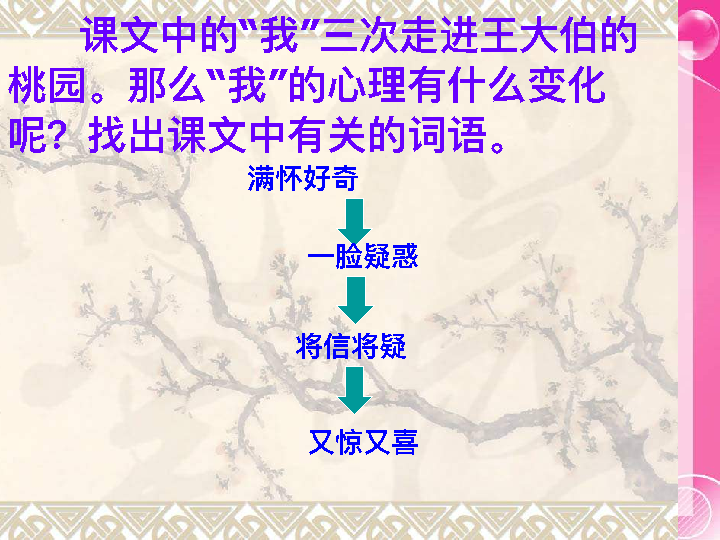 课文中的“我”三次走进王大伯的
桃园。那么“我”的心理有什么变化
呢？找出课文中有关的词语。
满怀好奇
一脸疑惑
将信将疑
又惊又喜